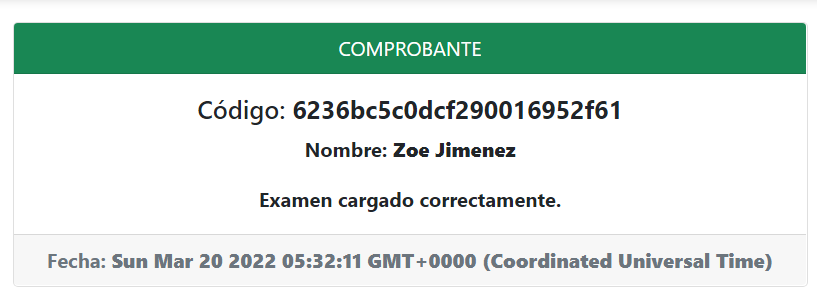 COMPROBANTE
Código: 6236bc5c0dcf290016952f61
Nombre: Zoe Jimenez
Examen cargado correctamente.
Fecha: Sun Mar 20 2022 05:32:11 GMT+0000 (Coordinated Universal Time)